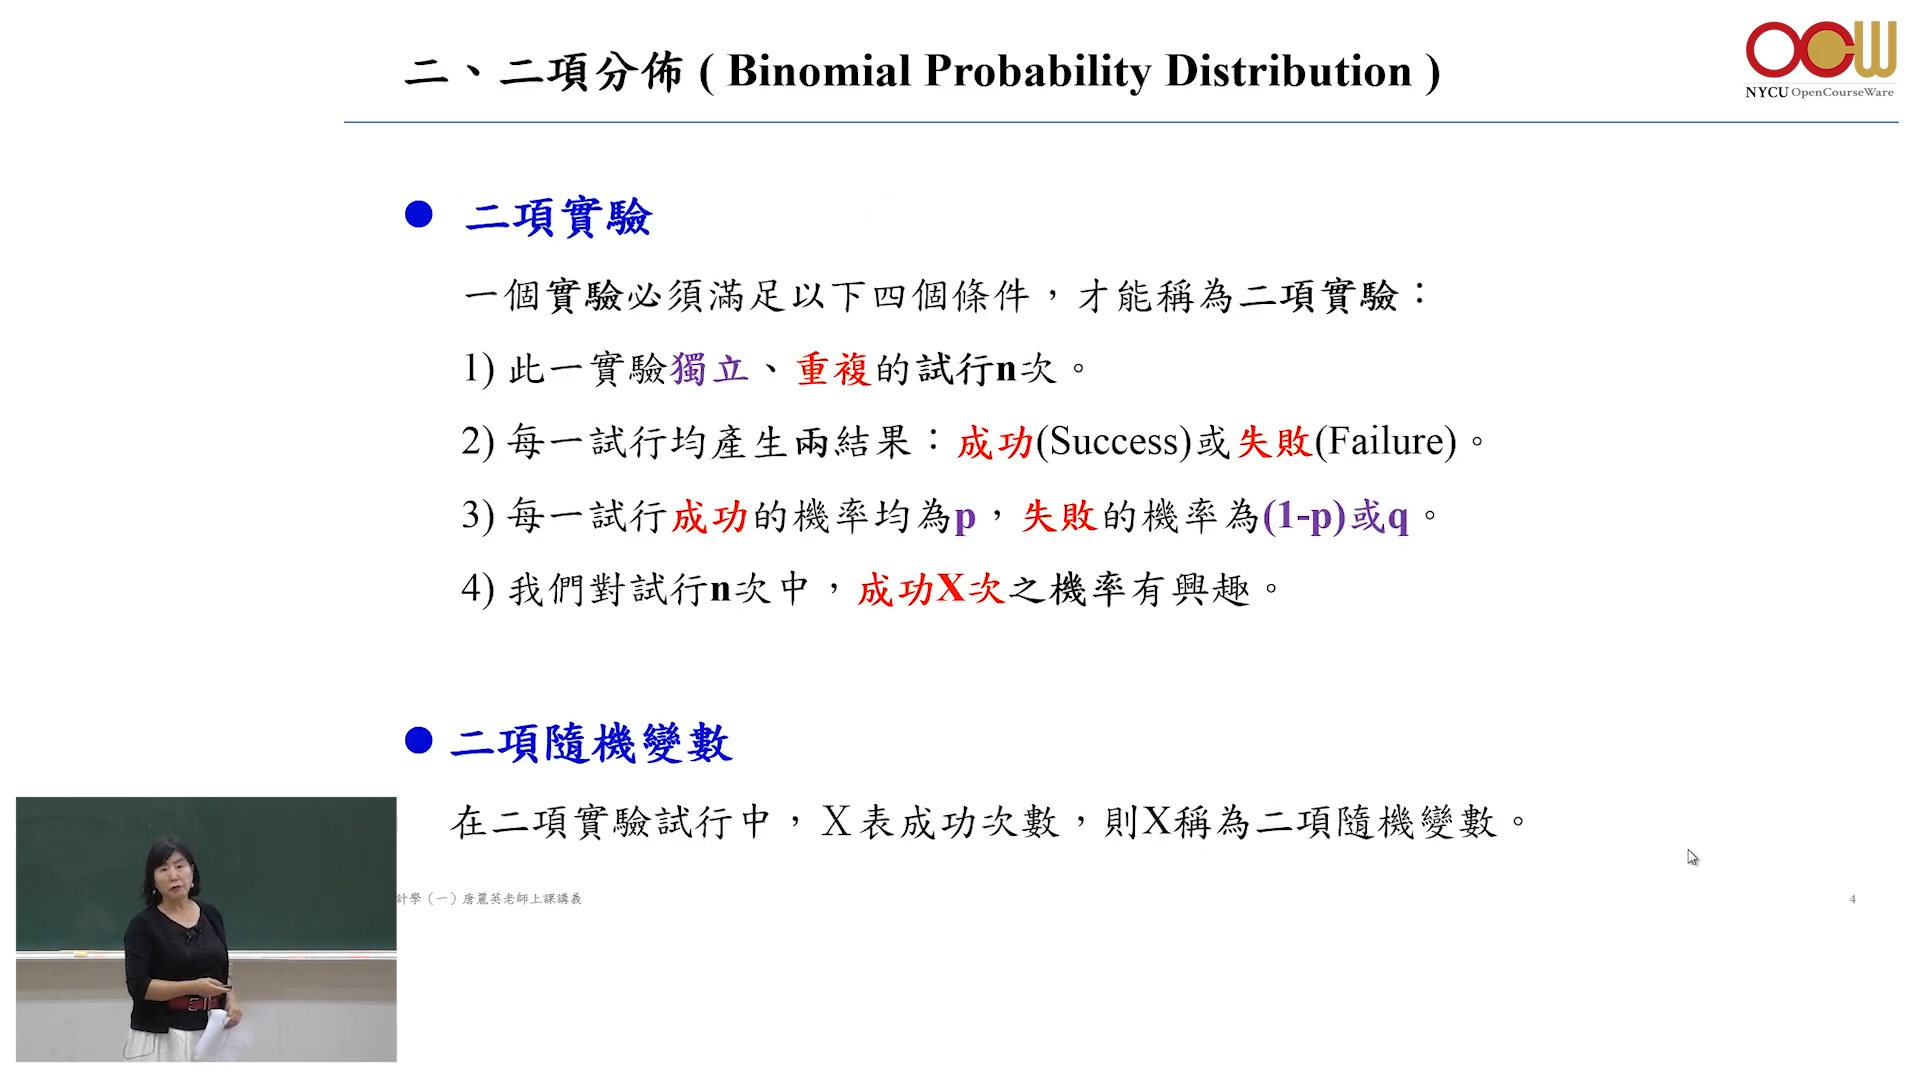 二、二項分佈 ( Binomial Probability Distribution )
OCW
NYCU OpenCourseWare
● 二項實驗
一個實驗必須滿足以下四個條件，才能稱為二項實驗：
1) 此一實驗獨立、重複的試行n次。
2) 每一試行均產生兩結果：成功(Success)或失敗(Failure)。
3) 每一試行成功的機率均為p，失敗的機率為(1-p)或q。
4) 我們對試行n次中，成功X次之機率有興趣。
● 二項隨機變數
在二項實驗試行中，X表成功次數，則X稱為二項隨機變數。
計學（一）唐麗英老師上課講義
4